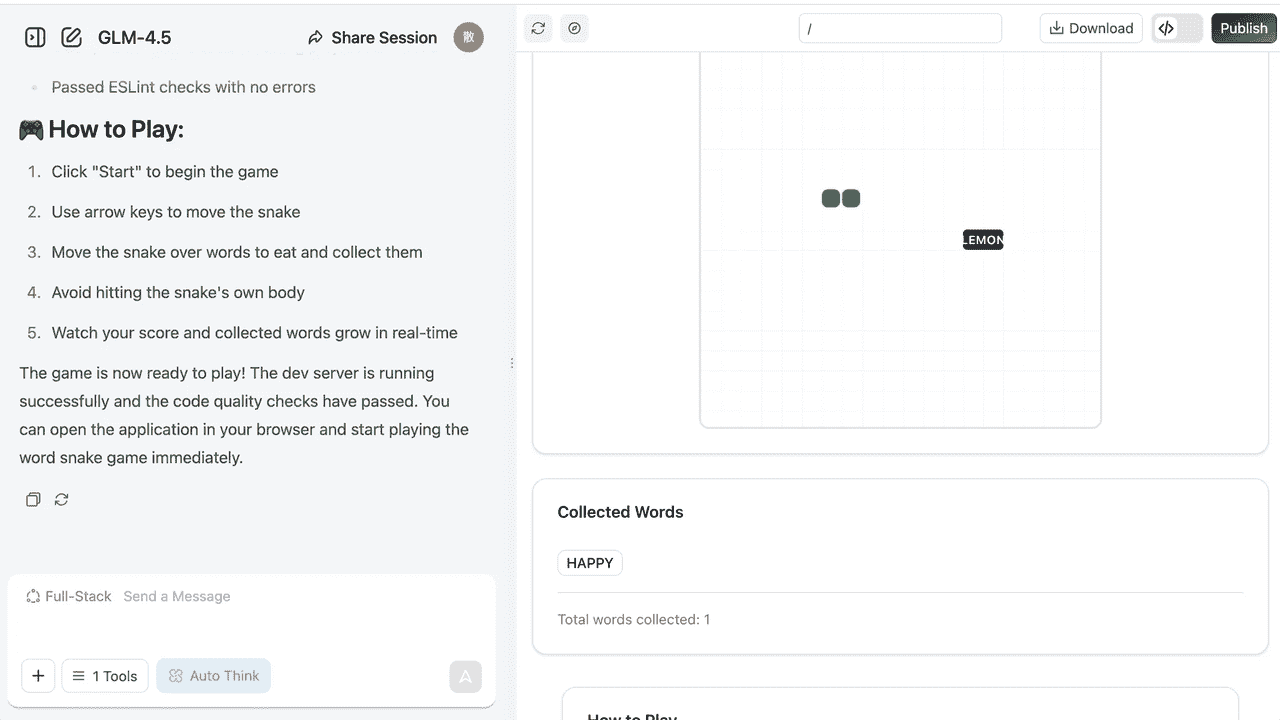 GLM-4.5
Share Session
散
Passed ESLint checks with no errors
🎮 How to Play:
1. Click "Start" to begin the game
2. Use arrow keys to move the snake
3. Move the snake over words to eat and collect them
4. Avoid hitting the snake's own body
5. Watch your score and collected words grow in real-time
The game is now ready to play! The dev server is running
successfully and the code quality checks have passed. You
can open the application in your browser and start playing the
word snake game immediately.
Full-Stack Send a Message
1 Tools
Auto Think
/
Download
Publish
LEMON
Collected Words
HAPPY
Total words collected: 1
How to Play